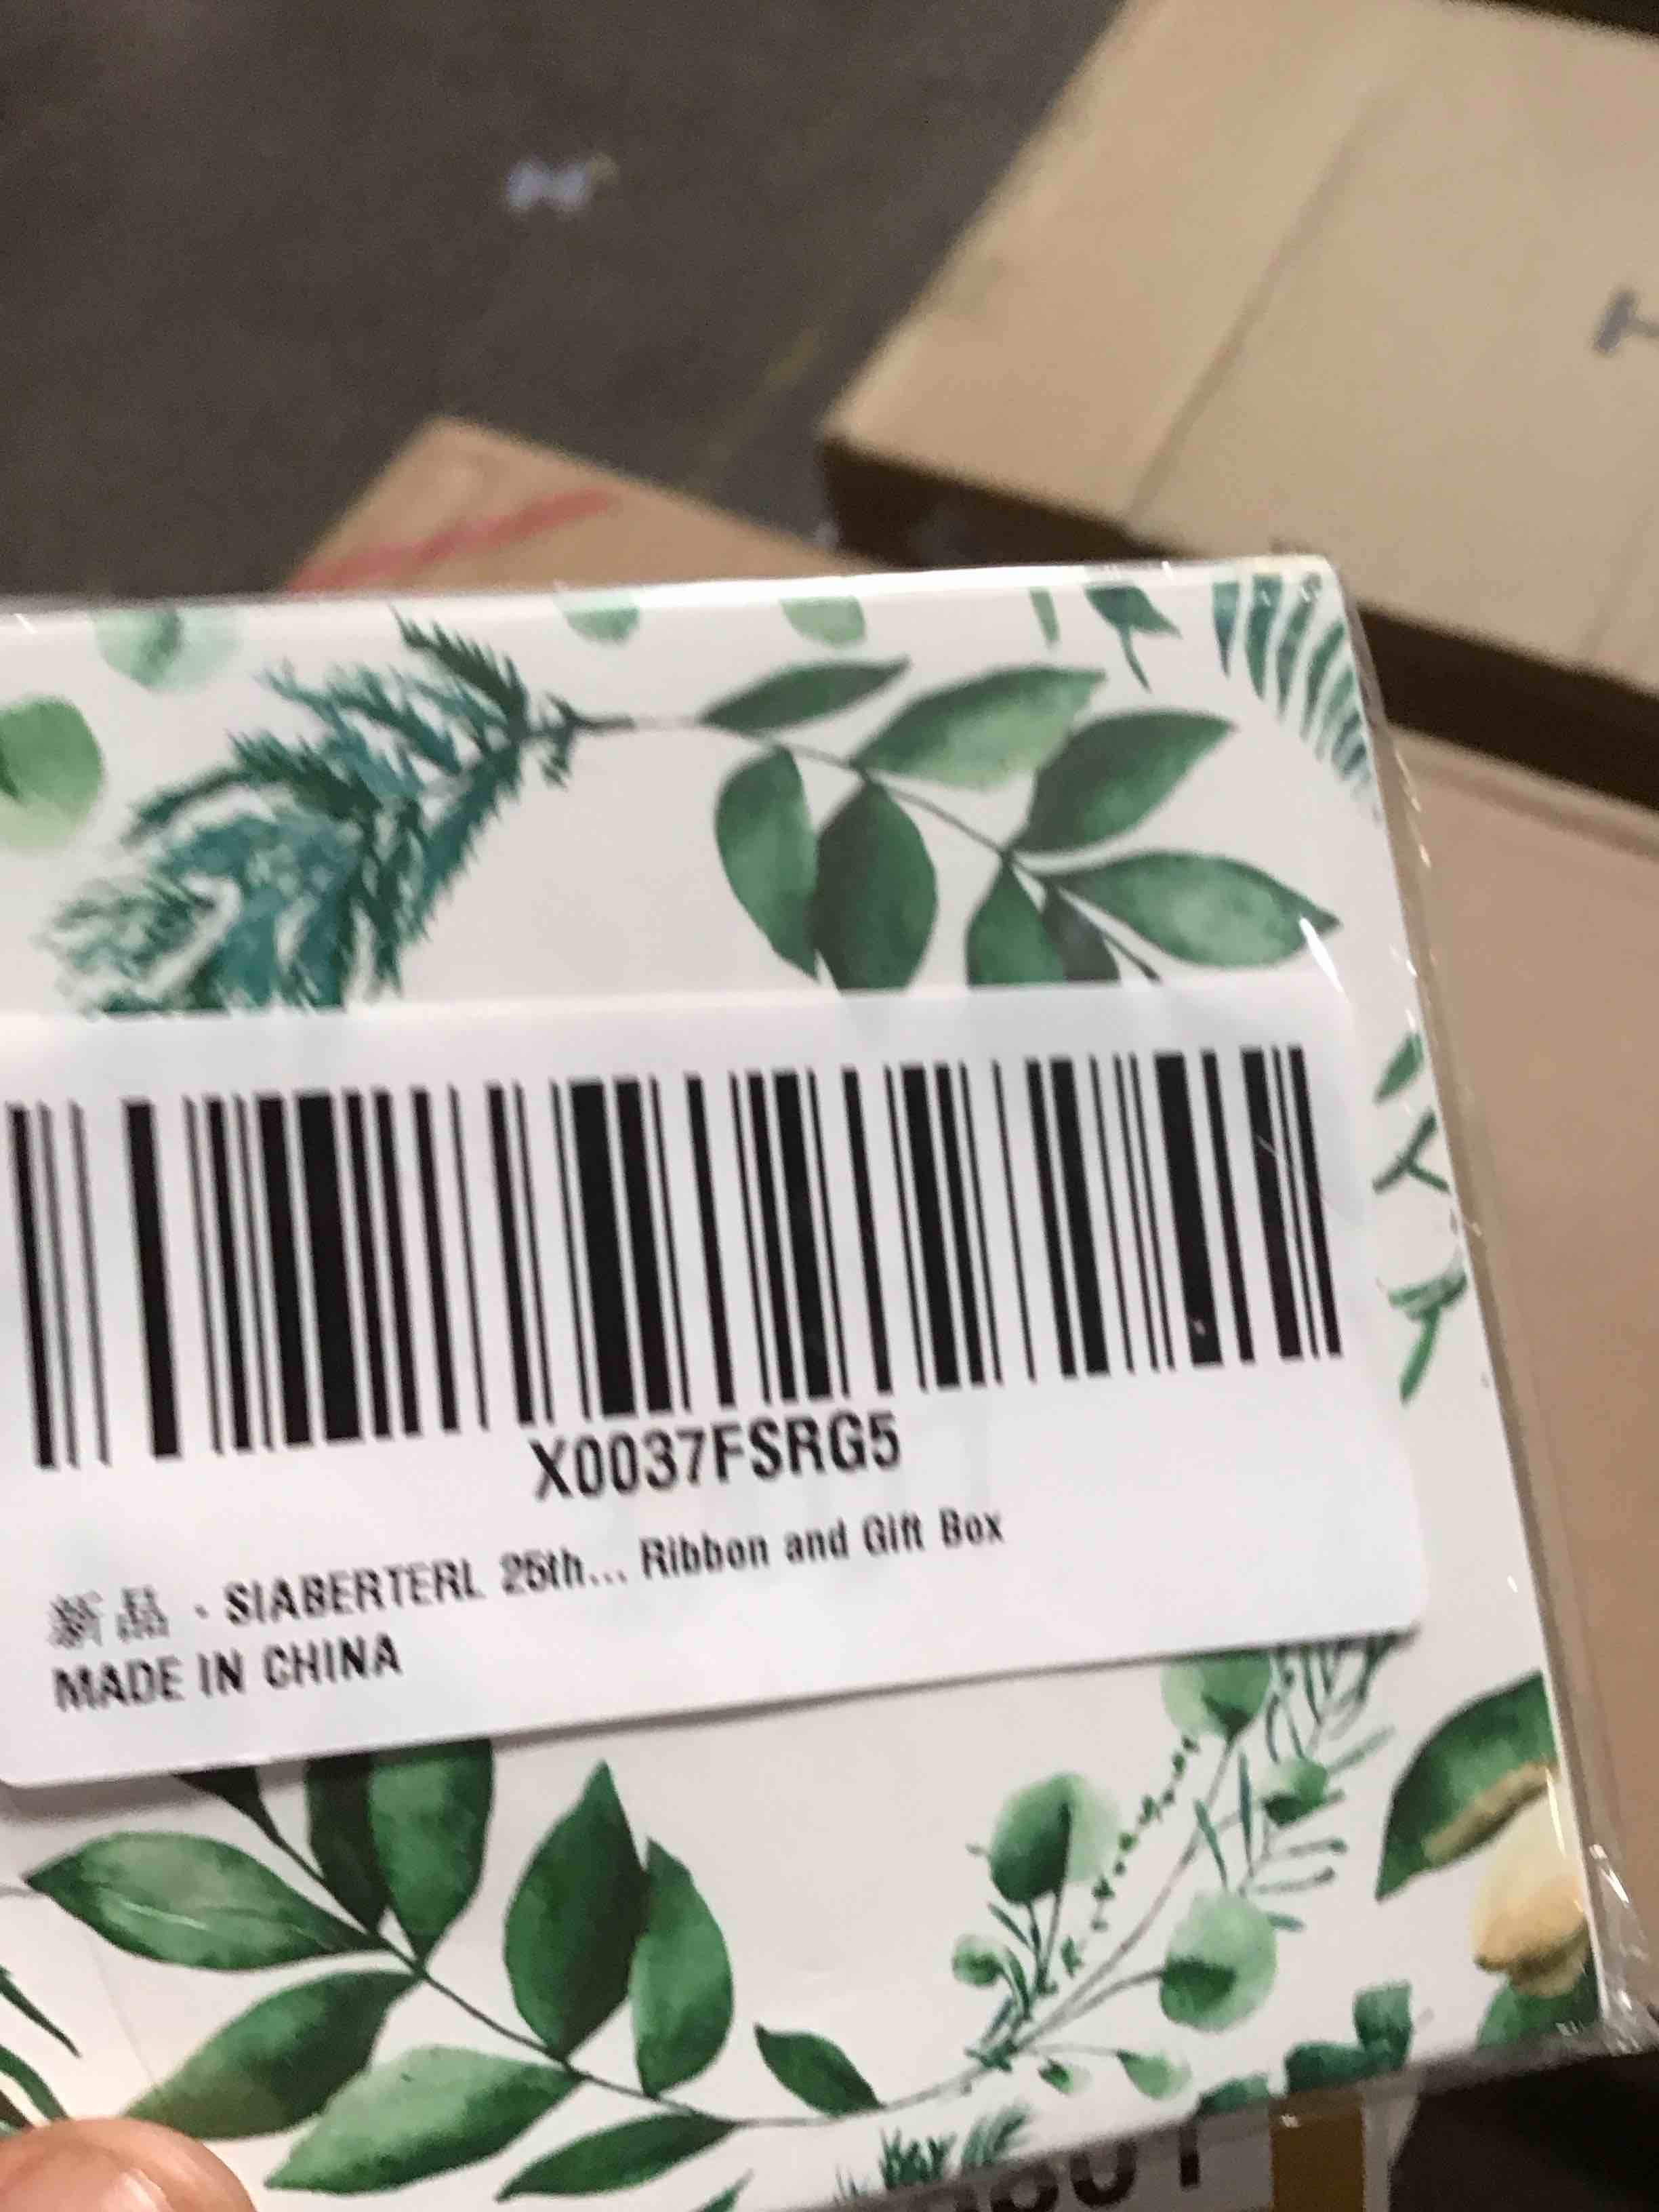 X0037FSRG5
新品 - SIABERTERL 25th... Ribbon and Gift Box
MADE IN CHINA